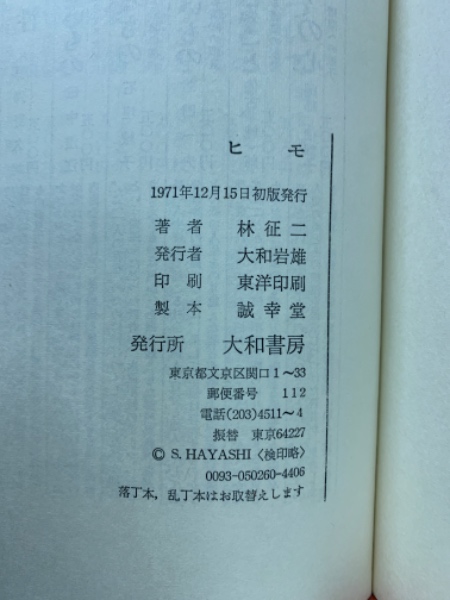 ヒモ
1971年12月15日初版発行
著者 林征二
発行者 大和岩雄
印刷 東洋印刷
製本 誠幸堂
発行所 大和書房
東京都文京区関口1〜33
郵便番号 112
電話(203)4511〜4
振替 東京64227
© S. HAYASHI 〈検印略〉
0093-050260-4406
落丁本，乱丁本はお取替えします